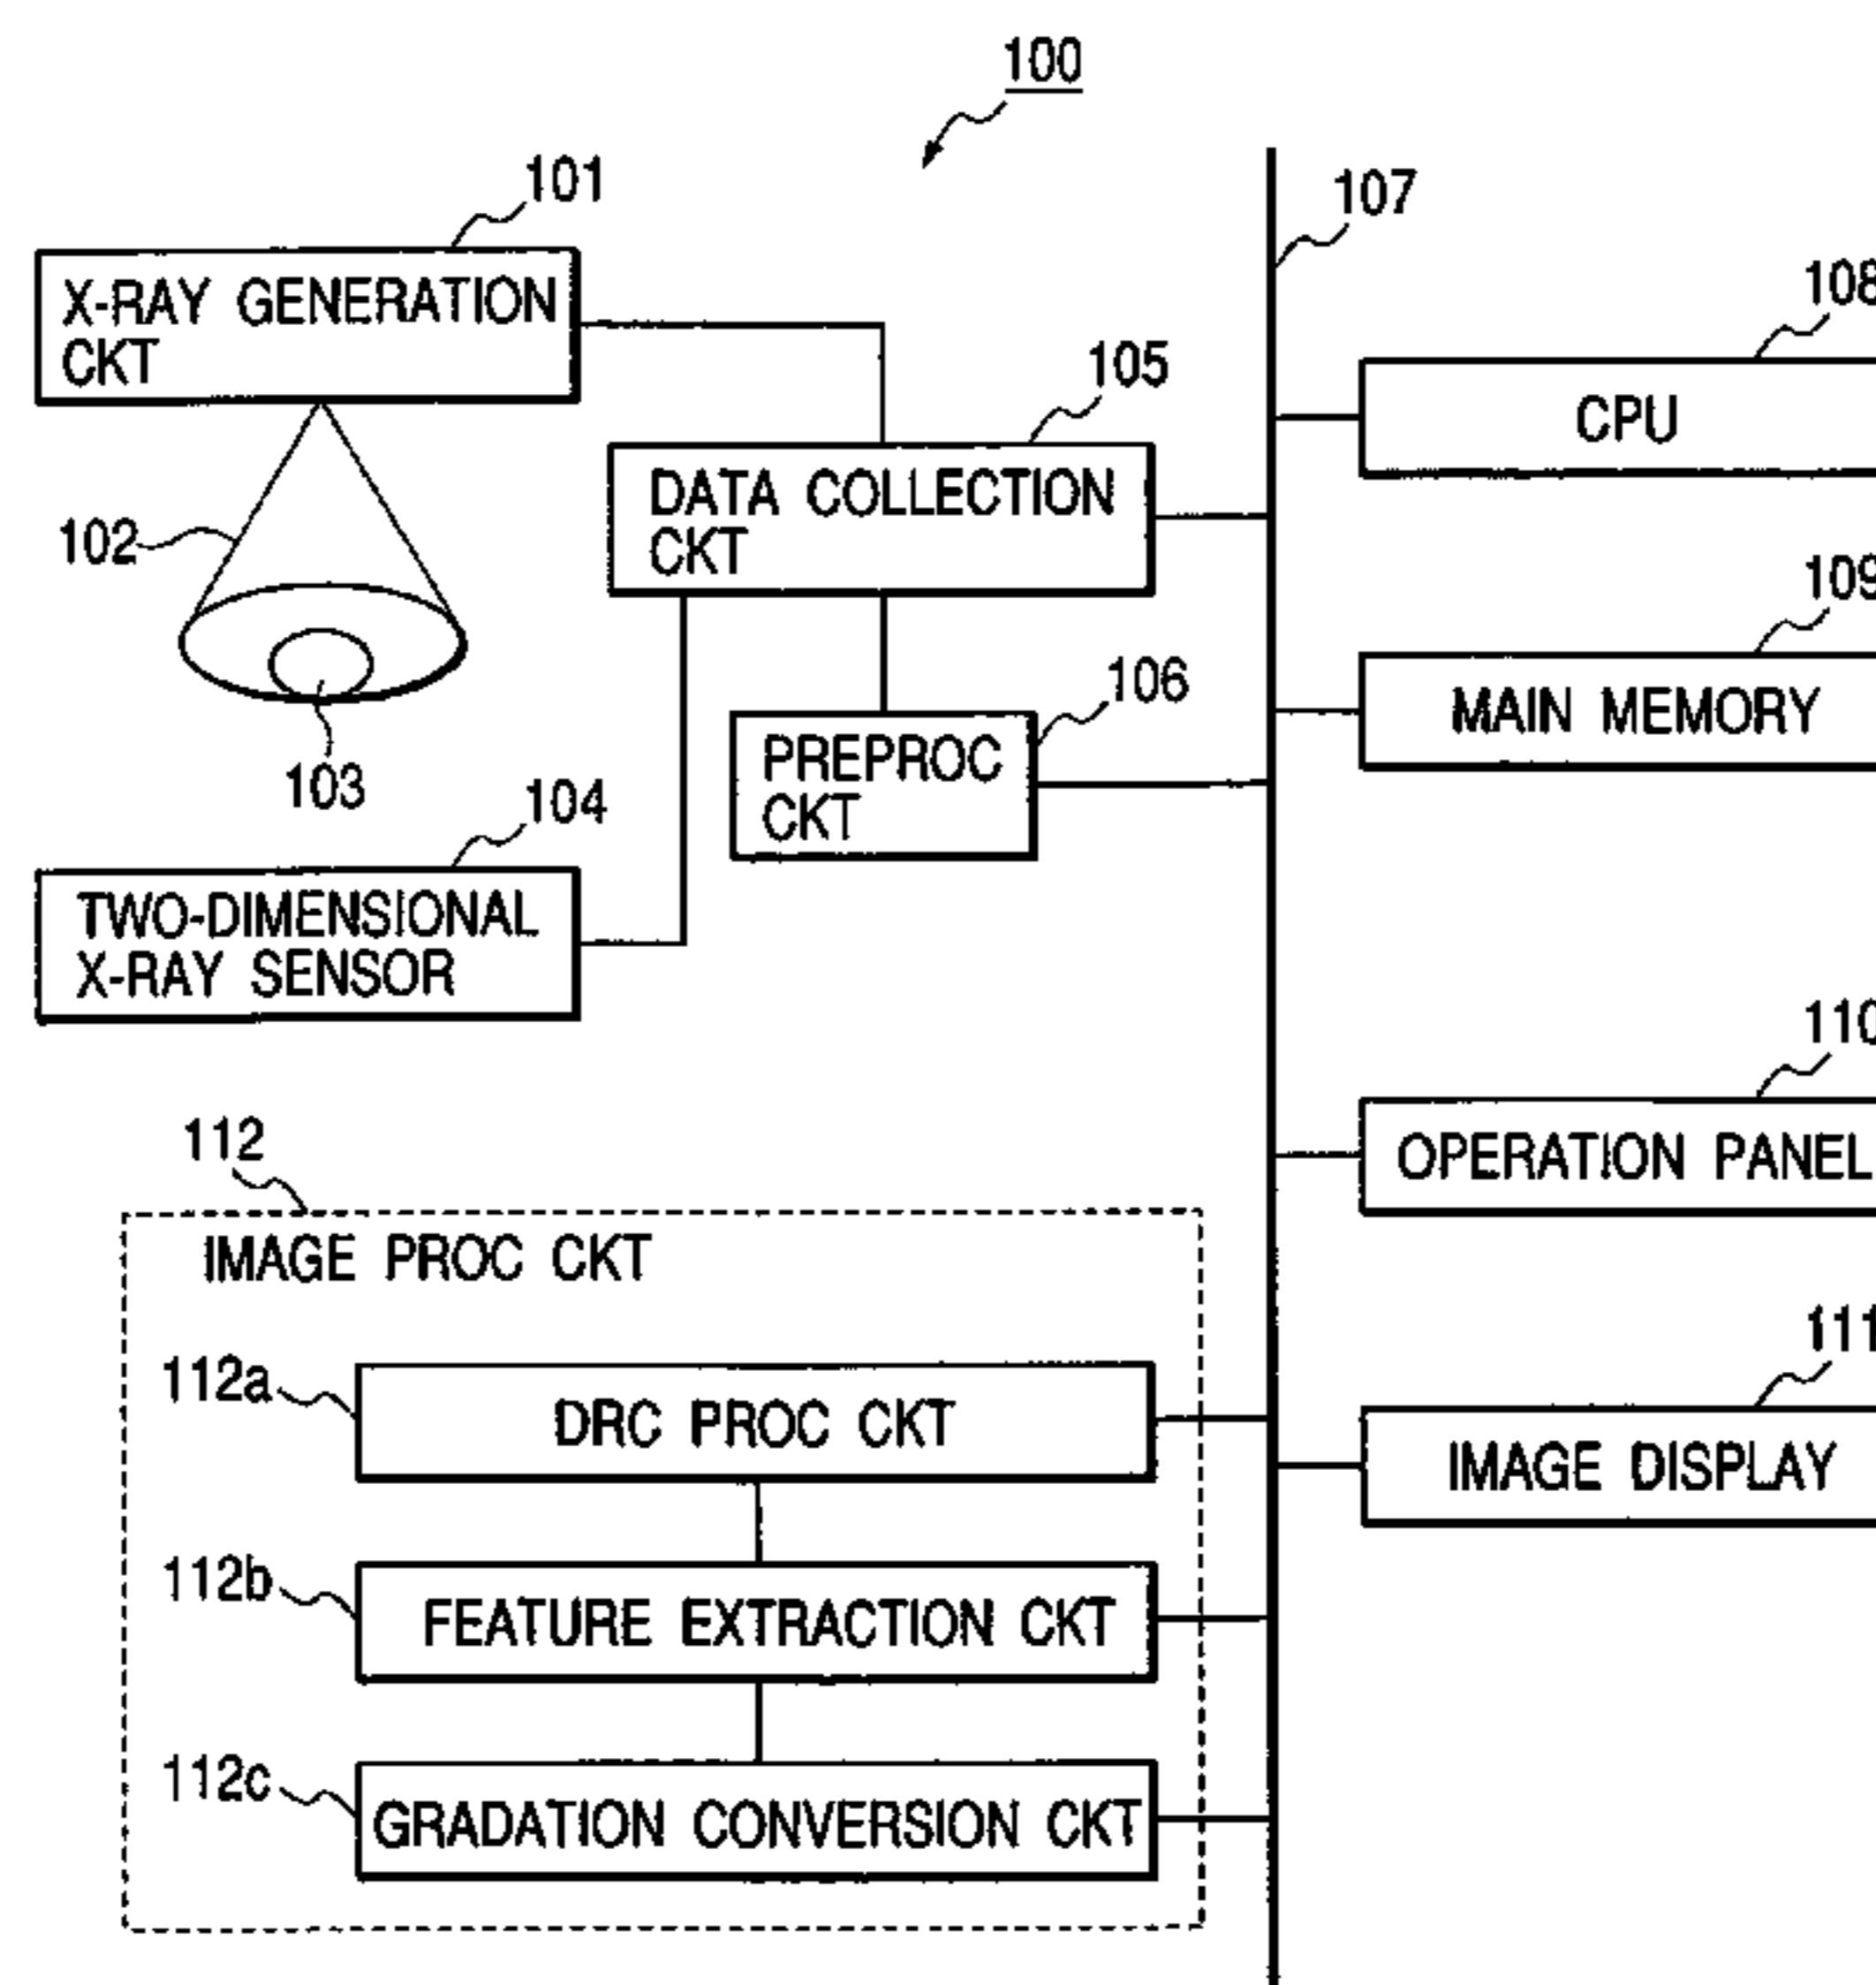 100
101
107
X-RAY GENERATION
CKT
108
105
CPU
DATA COLLECTION
CKT
102
109
106
MAIN MEMORY
PREPROC
CKT
103
104
TWO-DIMENSIONAL
X-RAY SENSOR
110
112
OPERATION PANEL
IMAGE PROC CKT
111
112a
DRC PROC CKT
IMAGE DISPLAY
112b
FEATURE EXTRACTION CKT
112c
GRADATION CONVERSION CKT